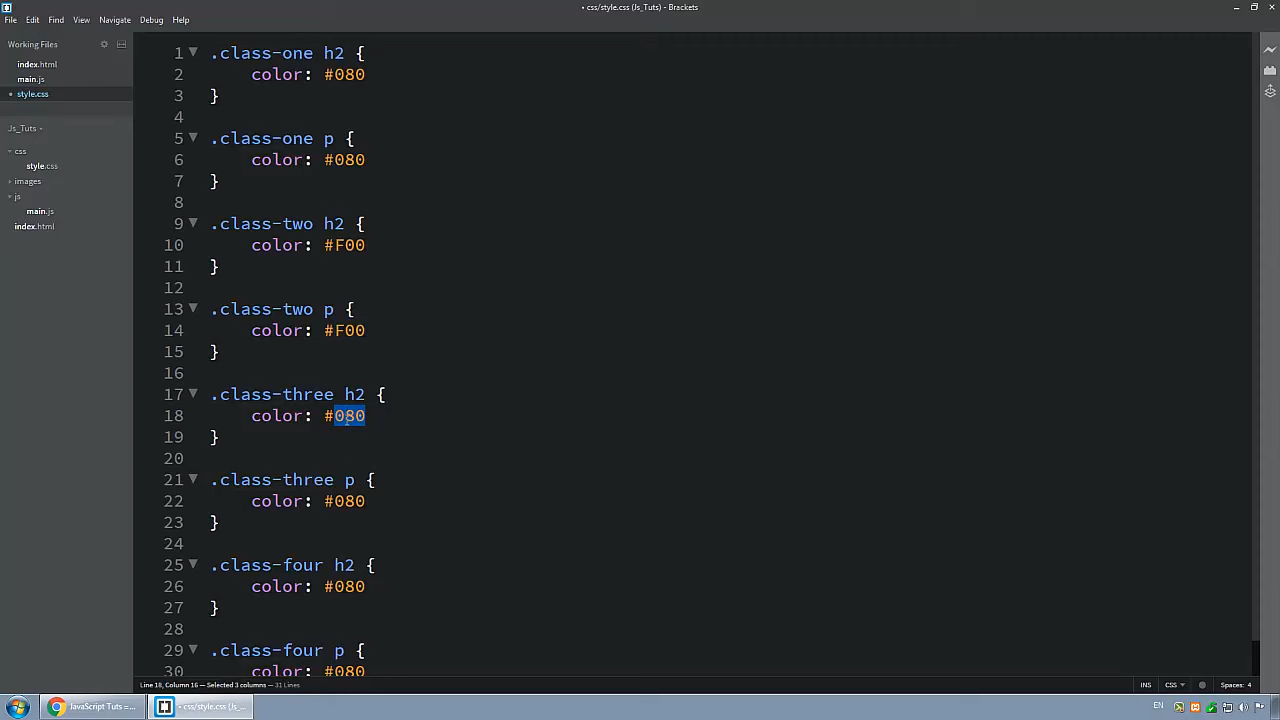 • css/style.css (Js_Tuts) - Brackets
File Edit Find View Navigate Debug Help
Working Files
index.html
main.js
• style.css
Js_Tuts
css
style.css
images
js
main.js
index.html
1 .class-one h2 {
2 color: #080
3 }
4
5 .class-one p {
6 color: #080
7 }
8
9 .class-two h2 {
10 color: #F00
11 }
12
13 .class-two p {
14 color: #F00
15 }
16
17 .class-three h2 {
18 color: #080
19 }
20
21 .class-three p {
22 color: #080
23 }
24
25 .class-four h2 {
26 color: #080
27 }
28
29 .class-four p {
30 color: #080
Line 18, Column 16 — Selected 3 columns — 31 Lines
INS CSS Spaces: 4
JavaScript Tuts =... • css/style.css (Js_... EN